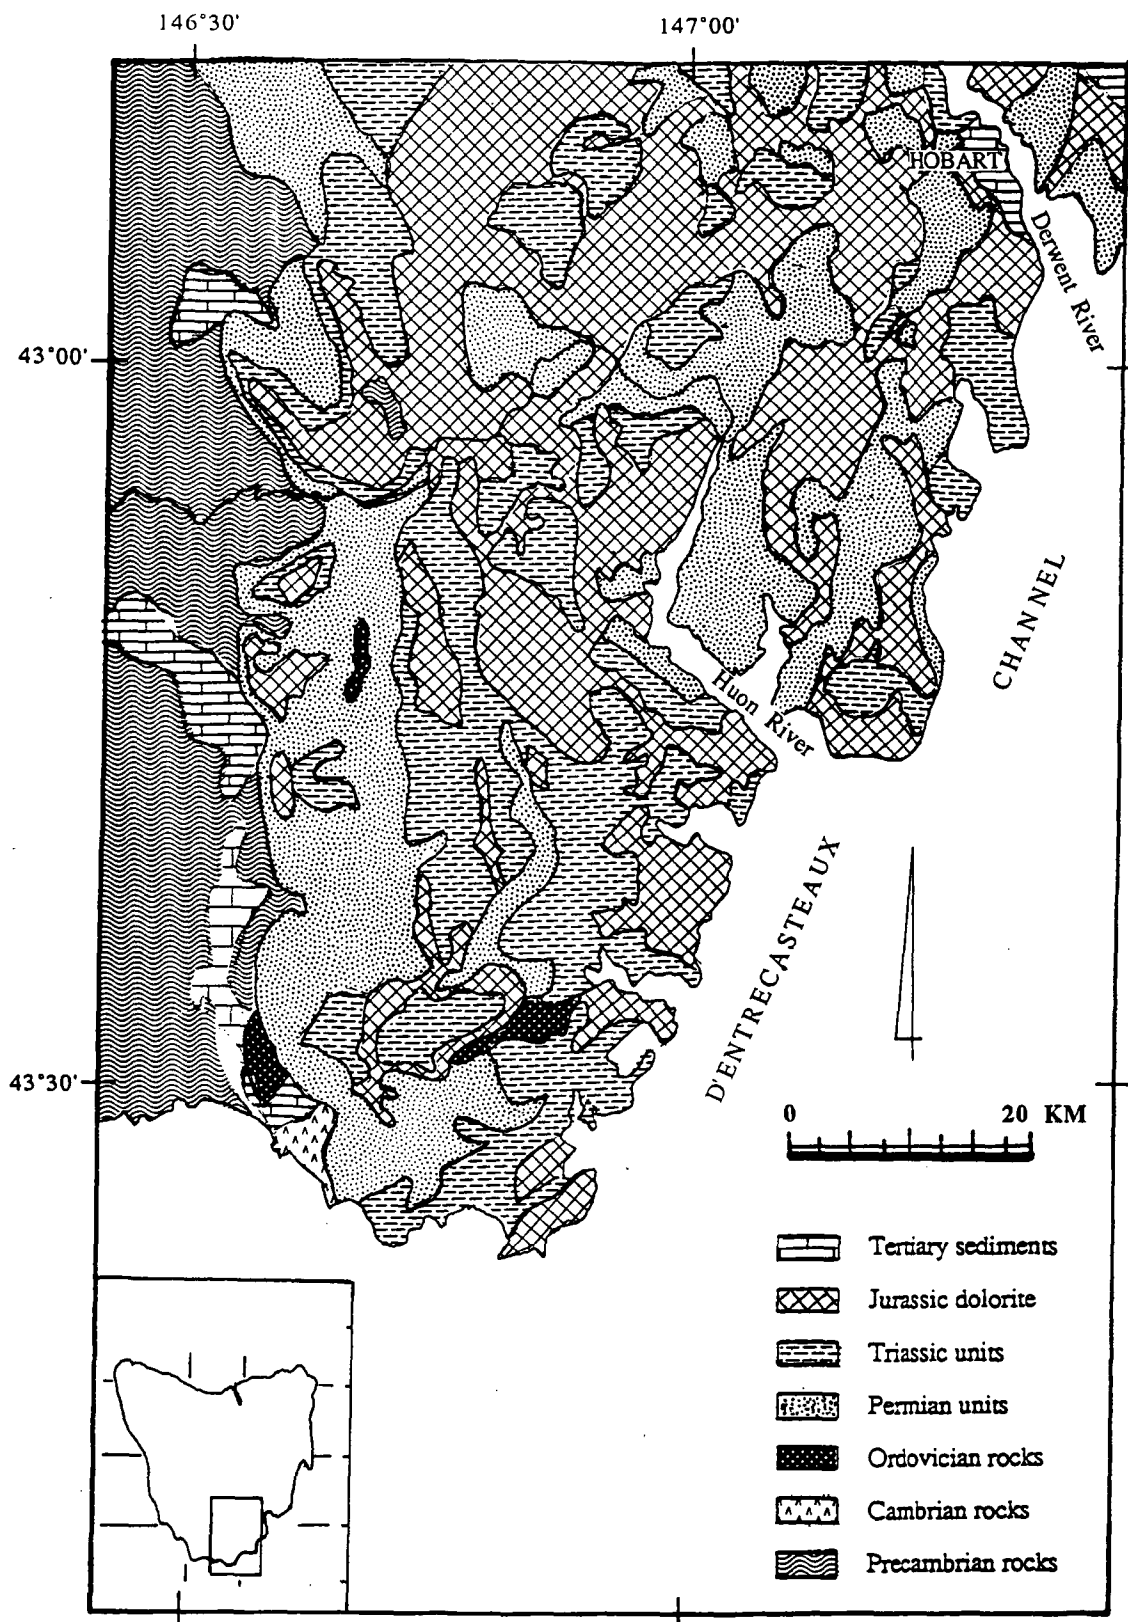 146°30'
147°00'
HOBART
Derwent River
43°00'
CHANNEL
Huon River
D'ENTRECASTEAUX
43°30'
0 20 KM
Tertiary sediments
Jurassic dolorite
Triassic units
Permian units
Ordovician rocks
Cambrian rocks
Precambrian rocks